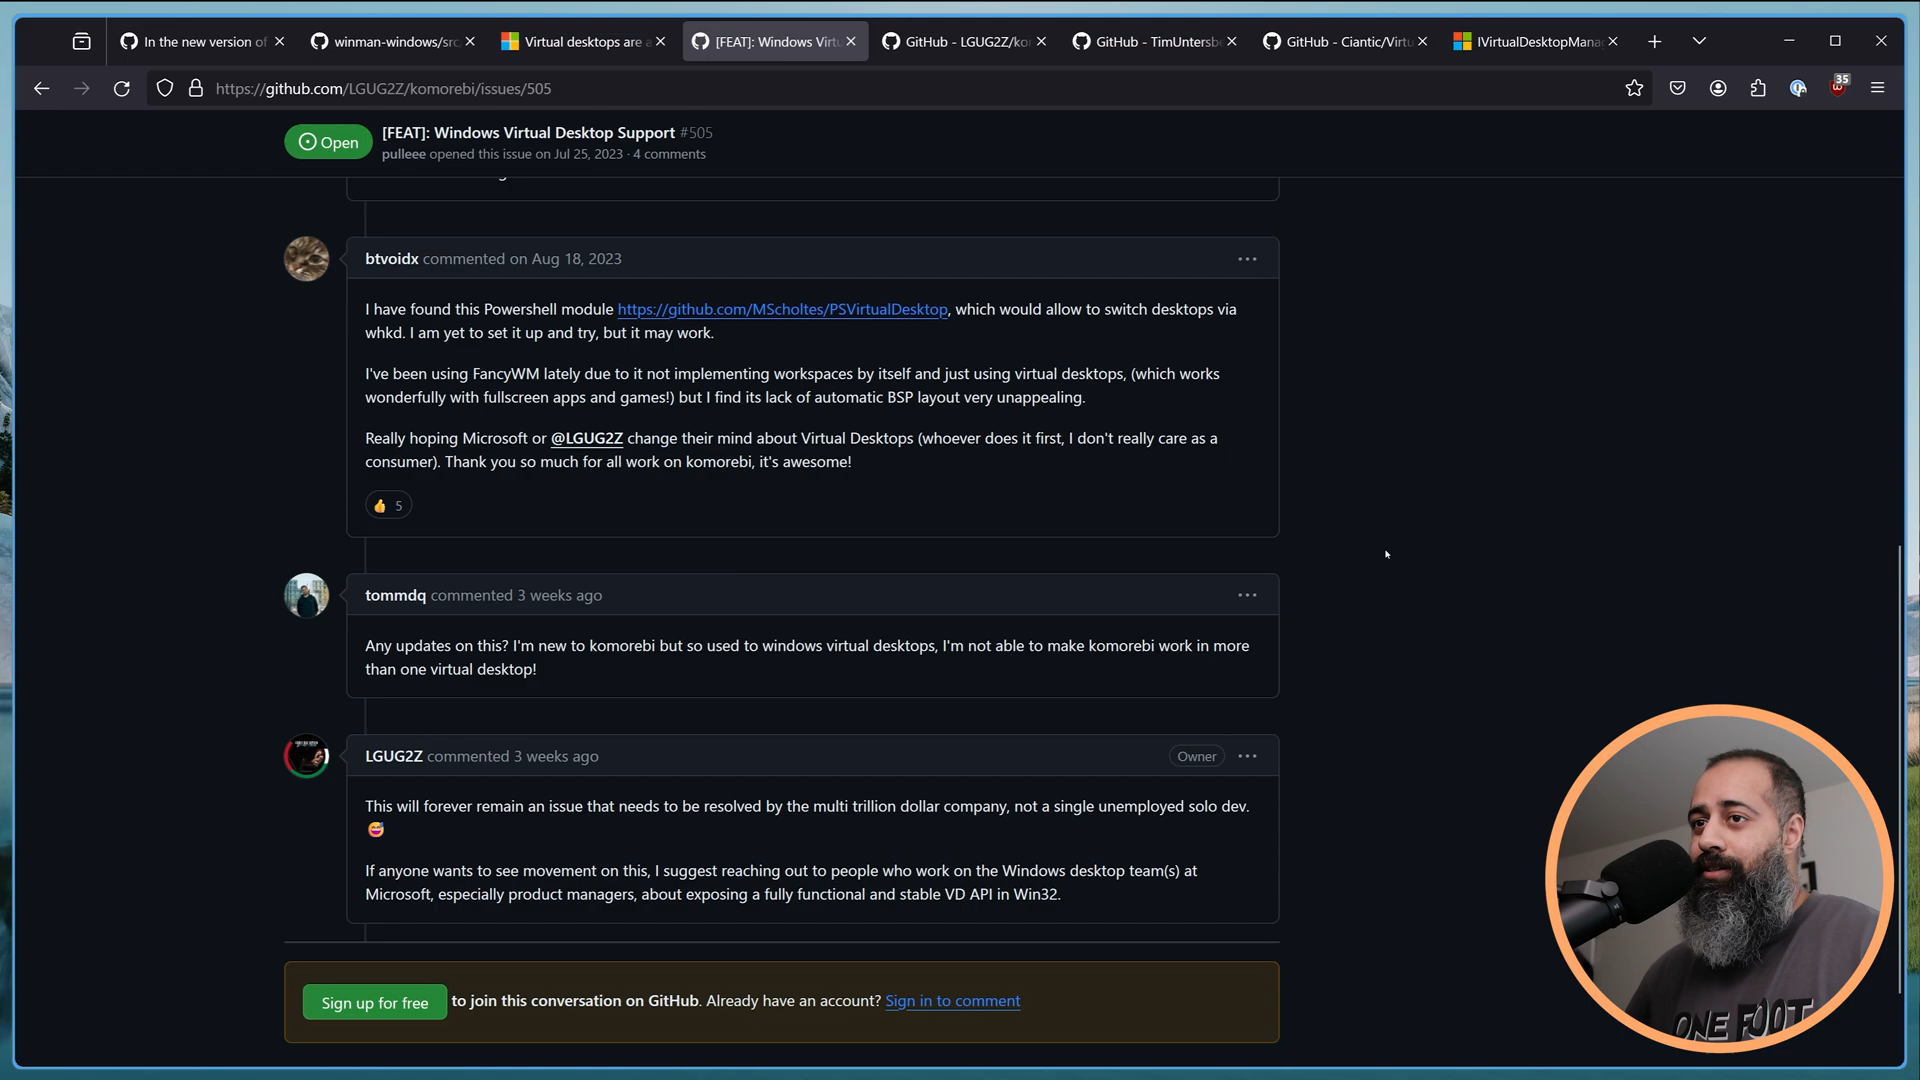 In the new version of
winman-windows/src
Virtual desktops are a
[FEAT]: Windows Virtu
GitHub - LGUG2Z/ko
GitHub - TimUntersbe
GitHub - Ciantic/Virtu
IVirtualDesktopManag
https://github.com/LGUG2Z/komorebi/issues/505
35
Open
[FEAT]: Windows Virtual Desktop Support #505
pulleee opened this issue on Jul 25, 2023 · 4 comments
btvoidx commented on Aug 18, 2023
I have found this Powershell module https://github.com/MScholtes/PSVirtualDesktop, which would allow to switch desktops via
whkd. I am yet to set it up and try, but it may work.
I've been using FancyWM lately due to it not implementing workspaces by itself and just using virtual desktops, (which works
wonderfully with fullscreen apps and games!) but I find its lack of automatic BSP layout very unappealing.
Really hoping Microsoft or @LGUG2Z change their mind about Virtual Desktops (whoever does it first, I don't really care as a
consumer). Thank you so much for all work on komorebi, it's awesome!
👍 5
tommdq commented 3 weeks ago
Any updates on this? I'm new to komorebi but so used to windows virtual desktops, I'm not able to make komorebi work in more
than one virtual desktop!
LGUG2Z commented 3 weeks ago
Owner
This will forever remain an issue that needs to be resolved by the multi trillion dollar company, not a single unemployed solo dev.
😅
If anyone wants to see movement on this, I suggest reaching out to people who work on the Windows desktop team(s) at
Microsoft, especially product managers, about exposing a fully functional and stable VD API in Win32.
Sign up for free to join this conversation on GitHub. Already have an account? Sign in to comment
ONE FOOT